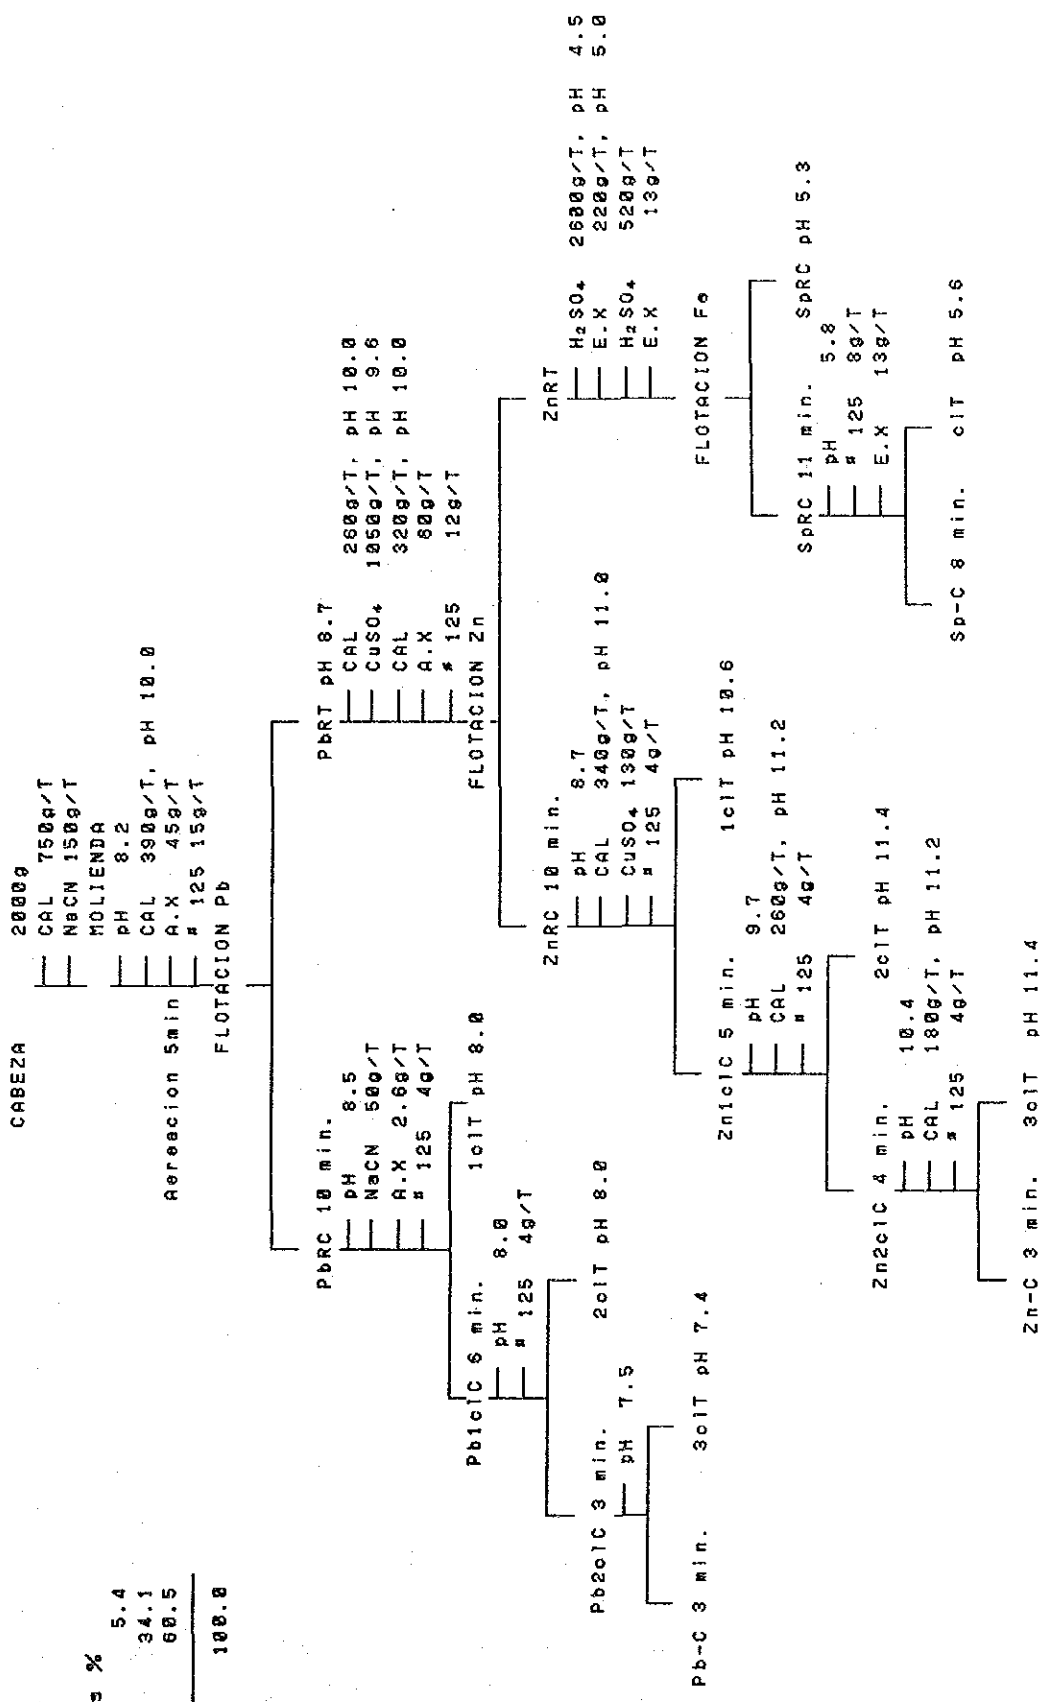 s %
5.4
34.1
60.5
100.0
CABEZA 2000g
CAL 750g/T
NaCN 150g/T
MOLIENDA
pH 8.2
CAL 390g/T, pH 10.0
Aereacion 5min A.X 45g/T
# 125 15g/T
FLOTACION Pb
PbRC 10 min.
pH 8.5
NaCN 50g/T
A.X 2.6g/T
# 125 4g/T
Pb1clC 6 min. 1clT pH 8.0
pH 8.0
# 125 4g/T
Pb2clC 3 min. 2clT pH 8.0
pH 7.5
Pb-C 3 min. 3clT pH 7.4
PbRT pH 8.7
CAL 260g/T, pH 10.0
CuSO₄ 1050g/T, pH 9.6
CAL 320g/T, pH 10.0
A.X 60g/T
# 125 12g/T
FLOTACION Zn
ZnRC 10 min.
pH 8.7
CAL 340g/T, pH 11.0
CuSO₄ 130g/T
# 125 4g/T
Zn1clC 5 min. 1clT pH 10.6
pH 9.7
CAL 260g/T, pH 11.2
# 125 4g/T
Zn2clC 4 min. 2clT pH 11.4
pH 10.4
CAL 180g/T, pH 11.2
# 125 4g/T
Zn-C 3 min. 3clT pH 11.4
ZnRT
H₂SO₄ 2600g/T, pH 4.5
E.X 220g/T, pH 5.0
H₂SO₄ 520g/T
E.X 13g/T
FLOTACION Fe
SpRC 11 min. SpRC pH 5.3
pH 5.8
# 125 8g/T
E.X 13g/T
Sp-C 8 min. clT pH 5.6